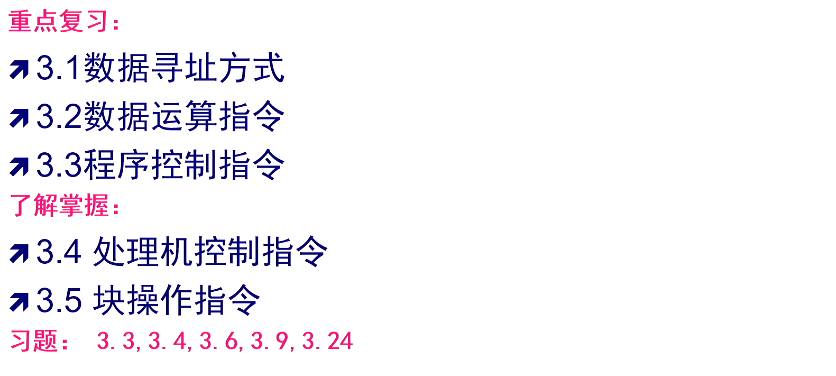 重点复习：
3.1数据寻址方式
3.2数据运算指令
3.3程序控制指令
了解掌握：
3.4 处理机控制指令
3.5 块操作指令
习题： 3.3,3.4,3.6,3.9,3.24